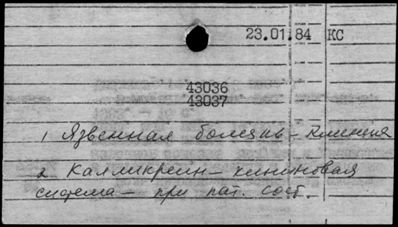 23.01.84 КС
43036
43037
1 Язвенная болезнь – клиника
2. Калликреин – кининовая
система – при пат. сост.